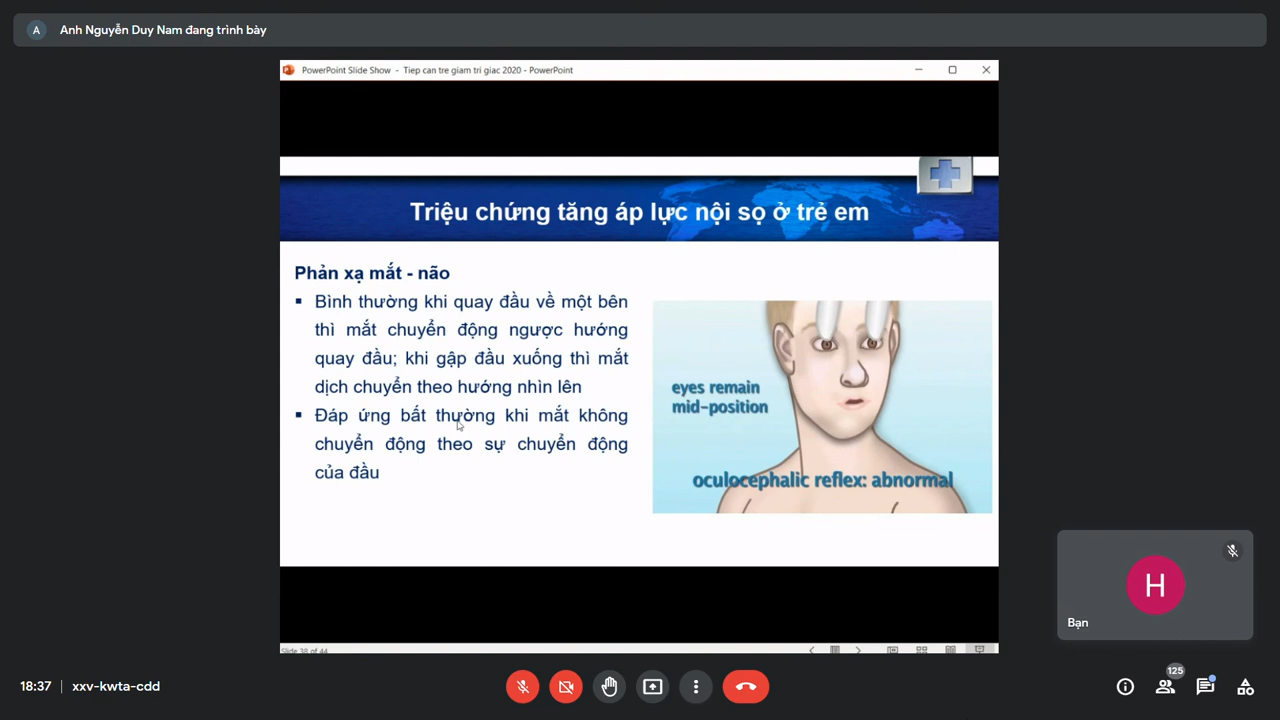 A
Anh Nguyễn Duy Nam đang trình bày
PowerPoint Slide Show - Tiep can tre giam tri giac 2020 - PowerPoint
Triệu chứng tăng áp lực nội sọ ở trẻ em
Phản xạ mắt - não
▪ Bình thường khi quay đầu về một bên
thì mắt chuyển động ngược hướng
quay đầu; khi gập đầu xuống thì mắt
dịch chuyển theo hướng nhìn lên
▪ Đáp ứng bất thường khi mắt không
chuyển động theo sự chuyển động
của đầu
eyes remain
mid-position
oculocephalic reflex: abnormal
H
Bạn
Slide 38 of 44
18:37 | xxv-kwta-cdd
125